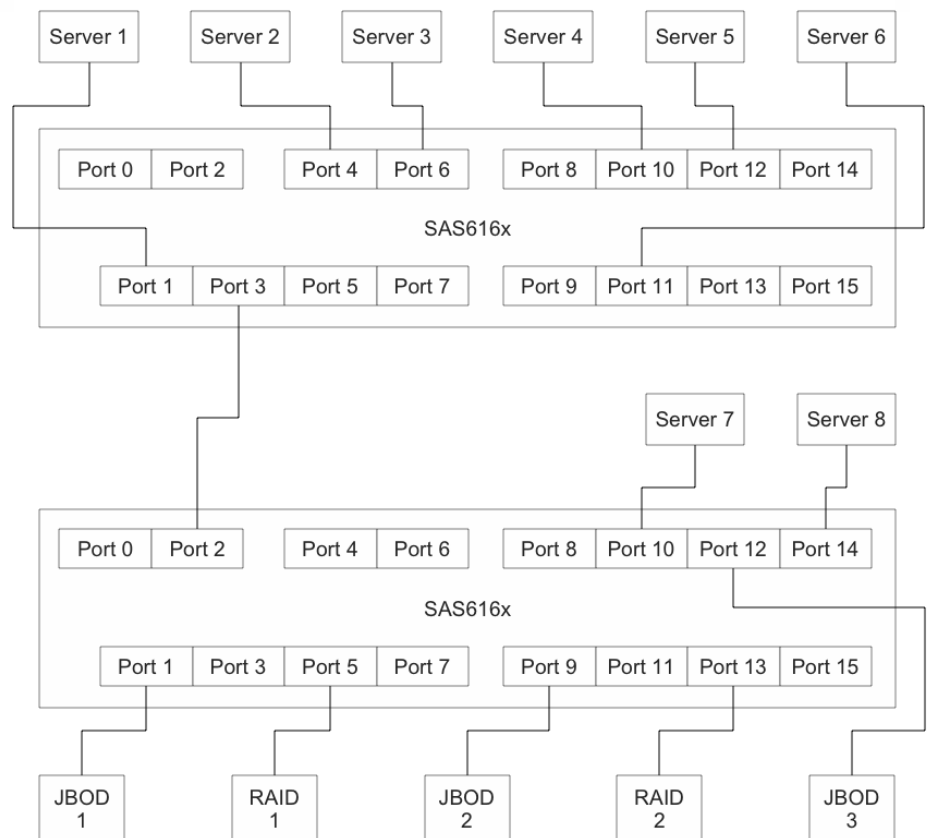 Server 1 Server 2 Server 3 Server 4 Server 5 Server 6
Port 0 Port 2 Port 4 Port 6 Port 8 Port 10 Port 12 Port 14
SAS616x
Port 1 Port 3 Port 5 Port 7 Port 9 Port 11 Port 13 Port 15
Server 7 Server 8
Port 0 Port 2 Port 4 Port 6 Port 8 Port 10 Port 12 Port 14
SAS616x
Port 1 Port 3 Port 5 Port 7 Port 9 Port 11 Port 13 Port 15
JBOD RAID JBOD RAID JBOD
1 1 2 2 3